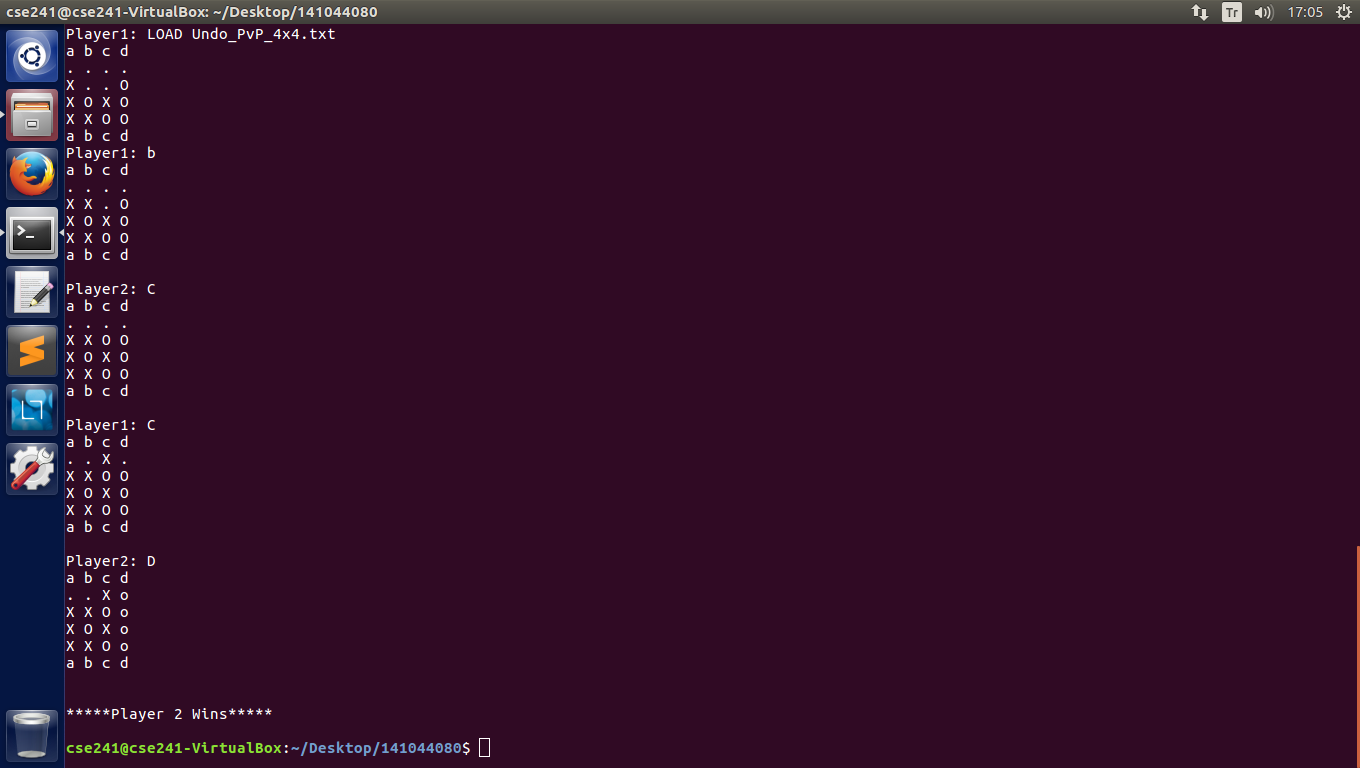 cse241@cse241-VirtualBox: ~/Desktop/141044080
Tr
17:05
Player1: LOAD Undo_PvP_4x4.txt
a b c d
. . . .
X . . O
X O X O
X X O O
a b c d
Player1: b
a b c d
. . . .
X X . O
X O X O
X X O O
a b c d
Player2: C
a b c d
. . . .
X X O O
X O X O
X X O O
a b c d
Player1: C
a b c d
. . X .
X X O O
X O X O
X X O O
a b c d
Player2: D
a b c d
. . X o
X X O o
X O X o
X X O o
a b c d
*****Player 2 Wins*****
cse241@cse241-VirtualBox:~/Desktop/141044080$